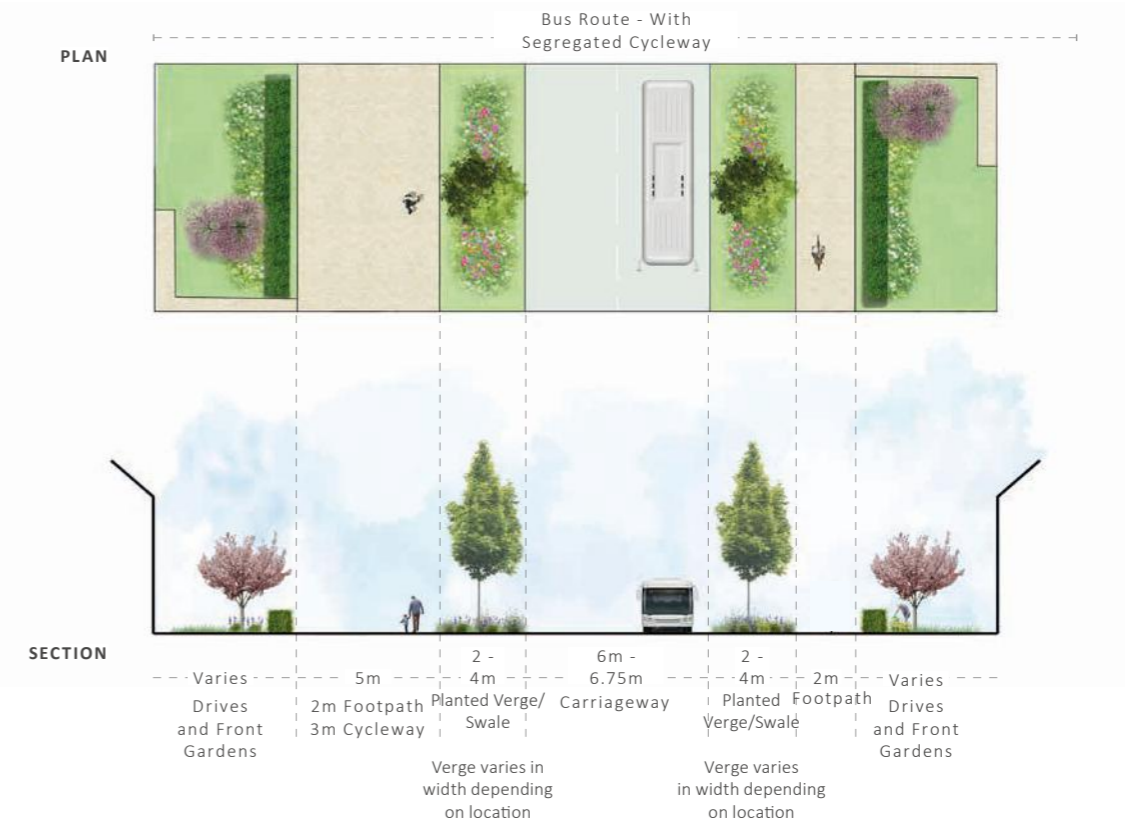 Bus Route - With
Segregated Cycleway
PLAN
SECTION
Varies
Drives
and Front
Gardens
5m
2m Footpath
3m Cycleway
2 -
4m
Planted Verge/
Swale
Verge varies in
width depending
on location
6m -
6.75m
Carriageway
2 -
4m
Planted
Verge/Swale
Verge varies
in width depending
on location
2m
Footpath
Varies
Drives
and Front
Gardens